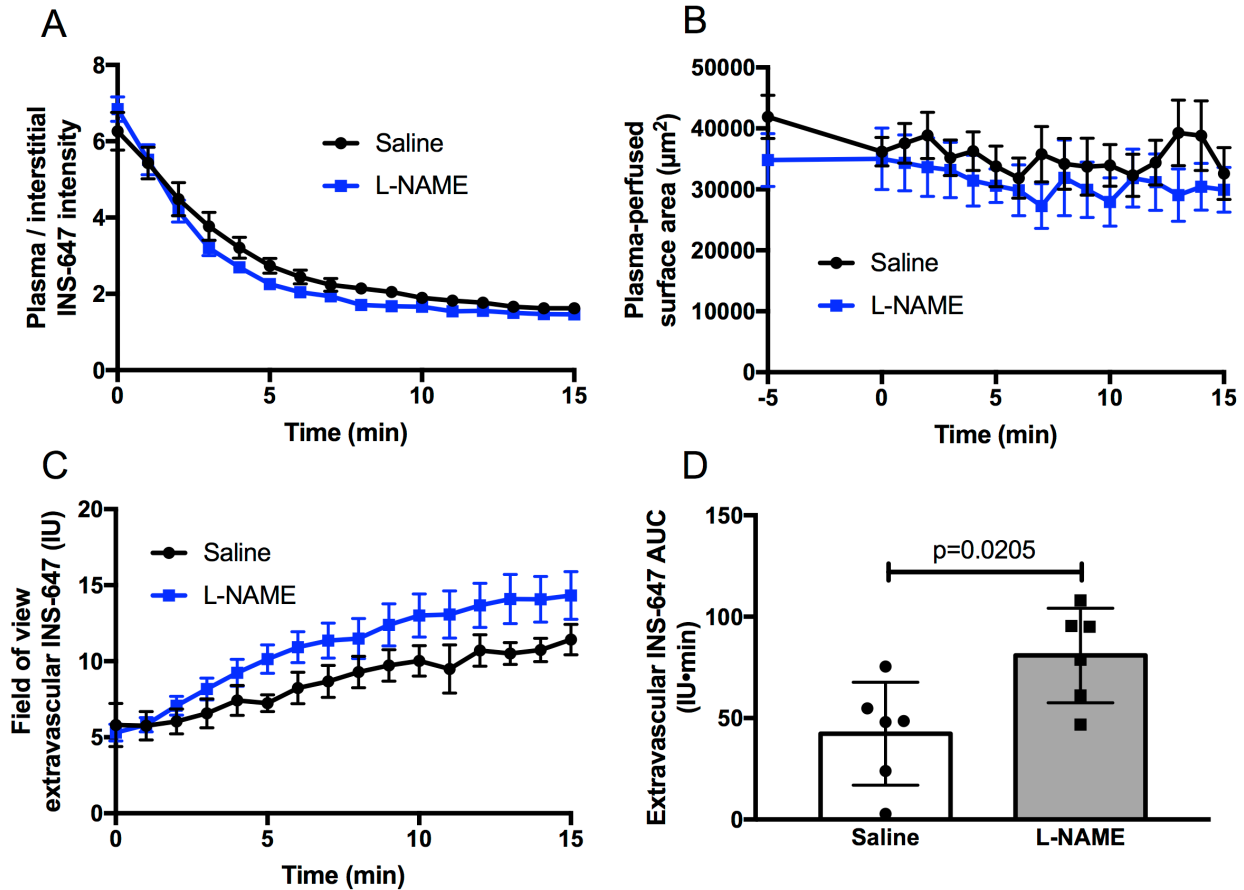 A
Plasma / interstitial
INS-647 intensity
8
6
4
2
0
0
5
10
15
Time (min)
Saline
L-NAME
B
Plasma-perfused
surface area (µm²)
50000
40000
30000
20000
10000
0
-5
0
5
10
15
Time (min)
Saline
L-NAME
C
Field of view
extravascular INS-647 (IU)
20
15
10
5
0
0
5
10
15
Time (min)
Saline
L-NAME
D
Extravascular INS-647 AUC
(IU•min)
150
100
50
0
p=0.0205
Saline
L-NAME